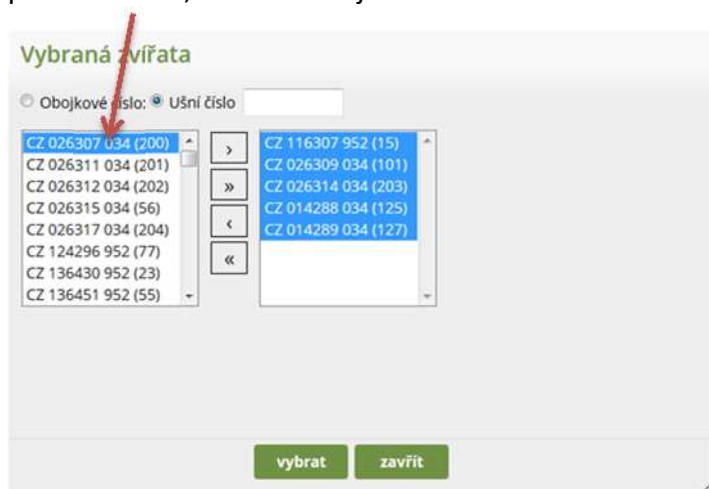 Vybraná zvířata
Obojkové číslo: Ušní číslo
CZ 026307 034 (200)
CZ 026311 034 (201)
CZ 026312 034 (202)
CZ 026315 034 (56)
CZ 026317 034 (204)
CZ 124296 952 (77)
CZ 136430 952 (23)
CZ 136451 952 (55)
›
»
‹
«
CZ 116307 952 (15)
CZ 026309 034 (101)
CZ 026314 034 (203)
CZ 014288 034 (125)
CZ 014289 034 (127)
vybrat zavřít